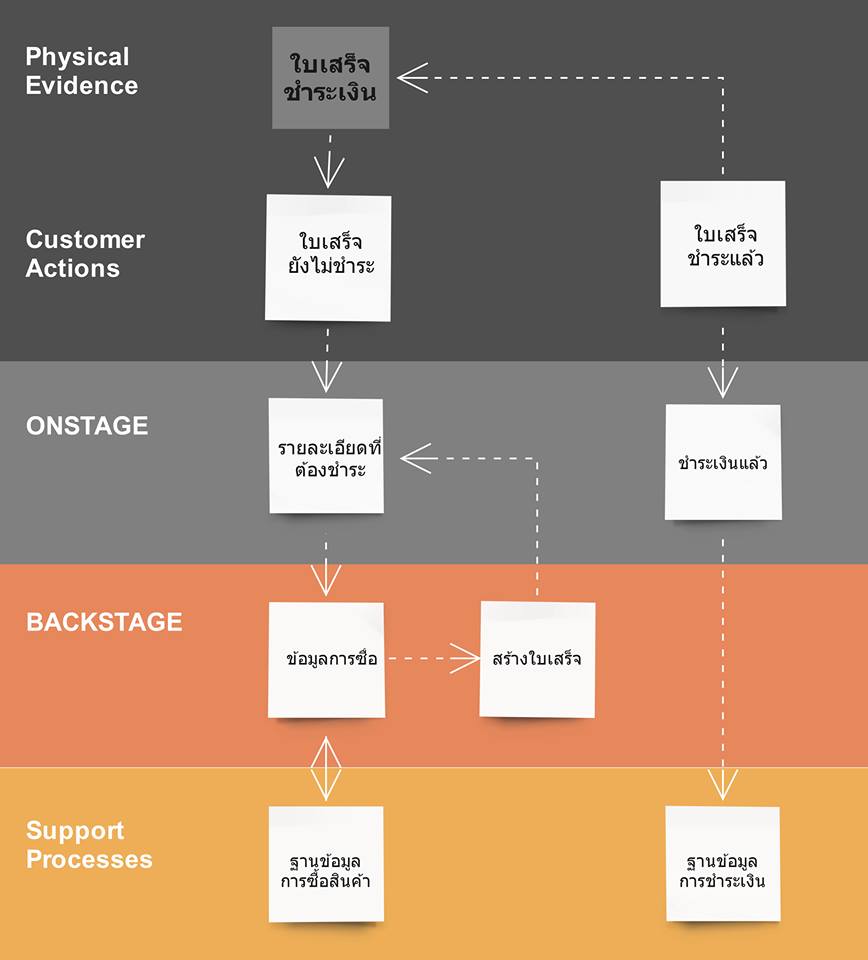 Physical
Evidence
ใบเสร็จ
ชำระเงิน
Customer
Actions
ใบเสร็จ
ยังไม่ชำระ
ใบเสร็จ
ชำระแล้ว
ONSTAGE
รายละเอียดที่
ต้องชำระ
ชำระเงินแล้ว
BACKSTAGE
ข้อมูลการซื้อ
สร้างใบเสร็จ
Support
Processes
ฐานข้อมูล
การซื้อสินค้า
ฐานข้อมูล
การชำระเงิน